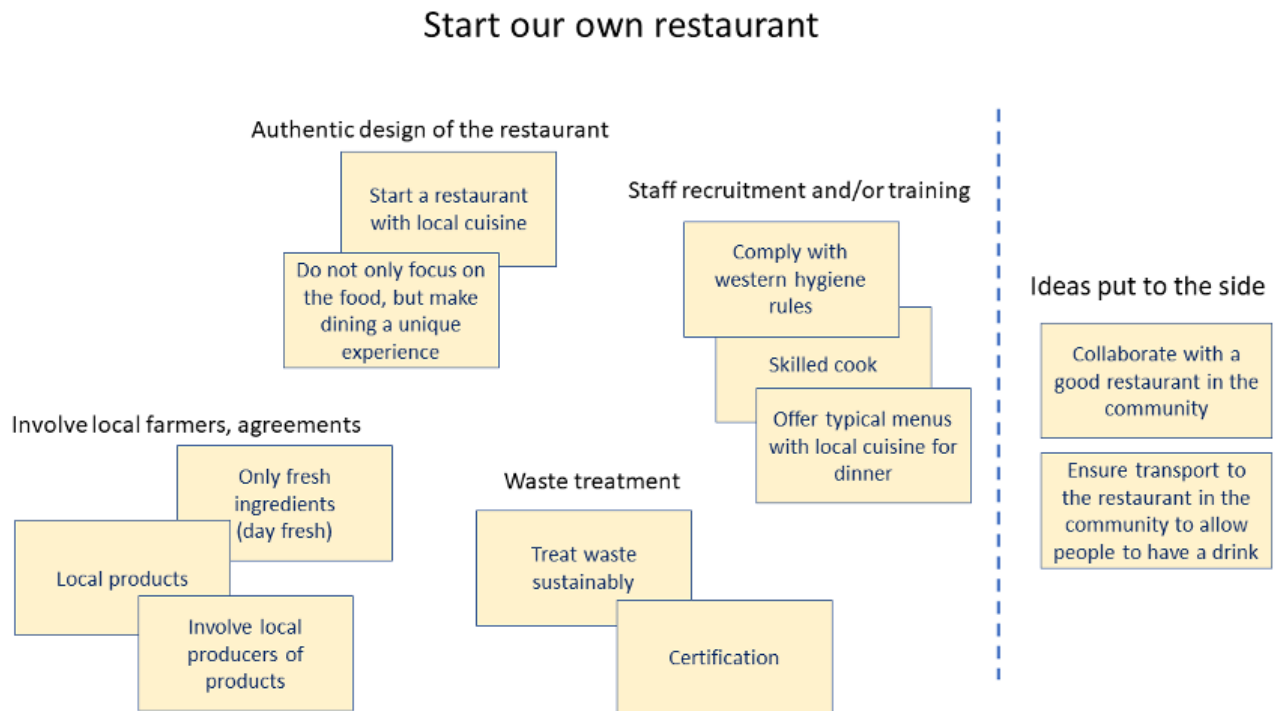 Start our own restaurant
Authentic design of the restaurant
Start a restaurant
with local cuisine
Do not only focus on
the food, but make
dining a unique
experience
Staff recruitment and/or training
Comply with
western hygiene
rules
Skilled cook
Offer typical menus
with local cuisine for
dinner
Involve local farmers, agreements
Only fresh
ingredients
(day fresh)
Local products
Involve local
producers of
products
Waste treatment
Treat waste
sustainably
Certification
Ideas put to the side
Collaborate with a
good restaurant in the
community
Ensure transport to
the restaurant in the
community to allow
people to have a drink